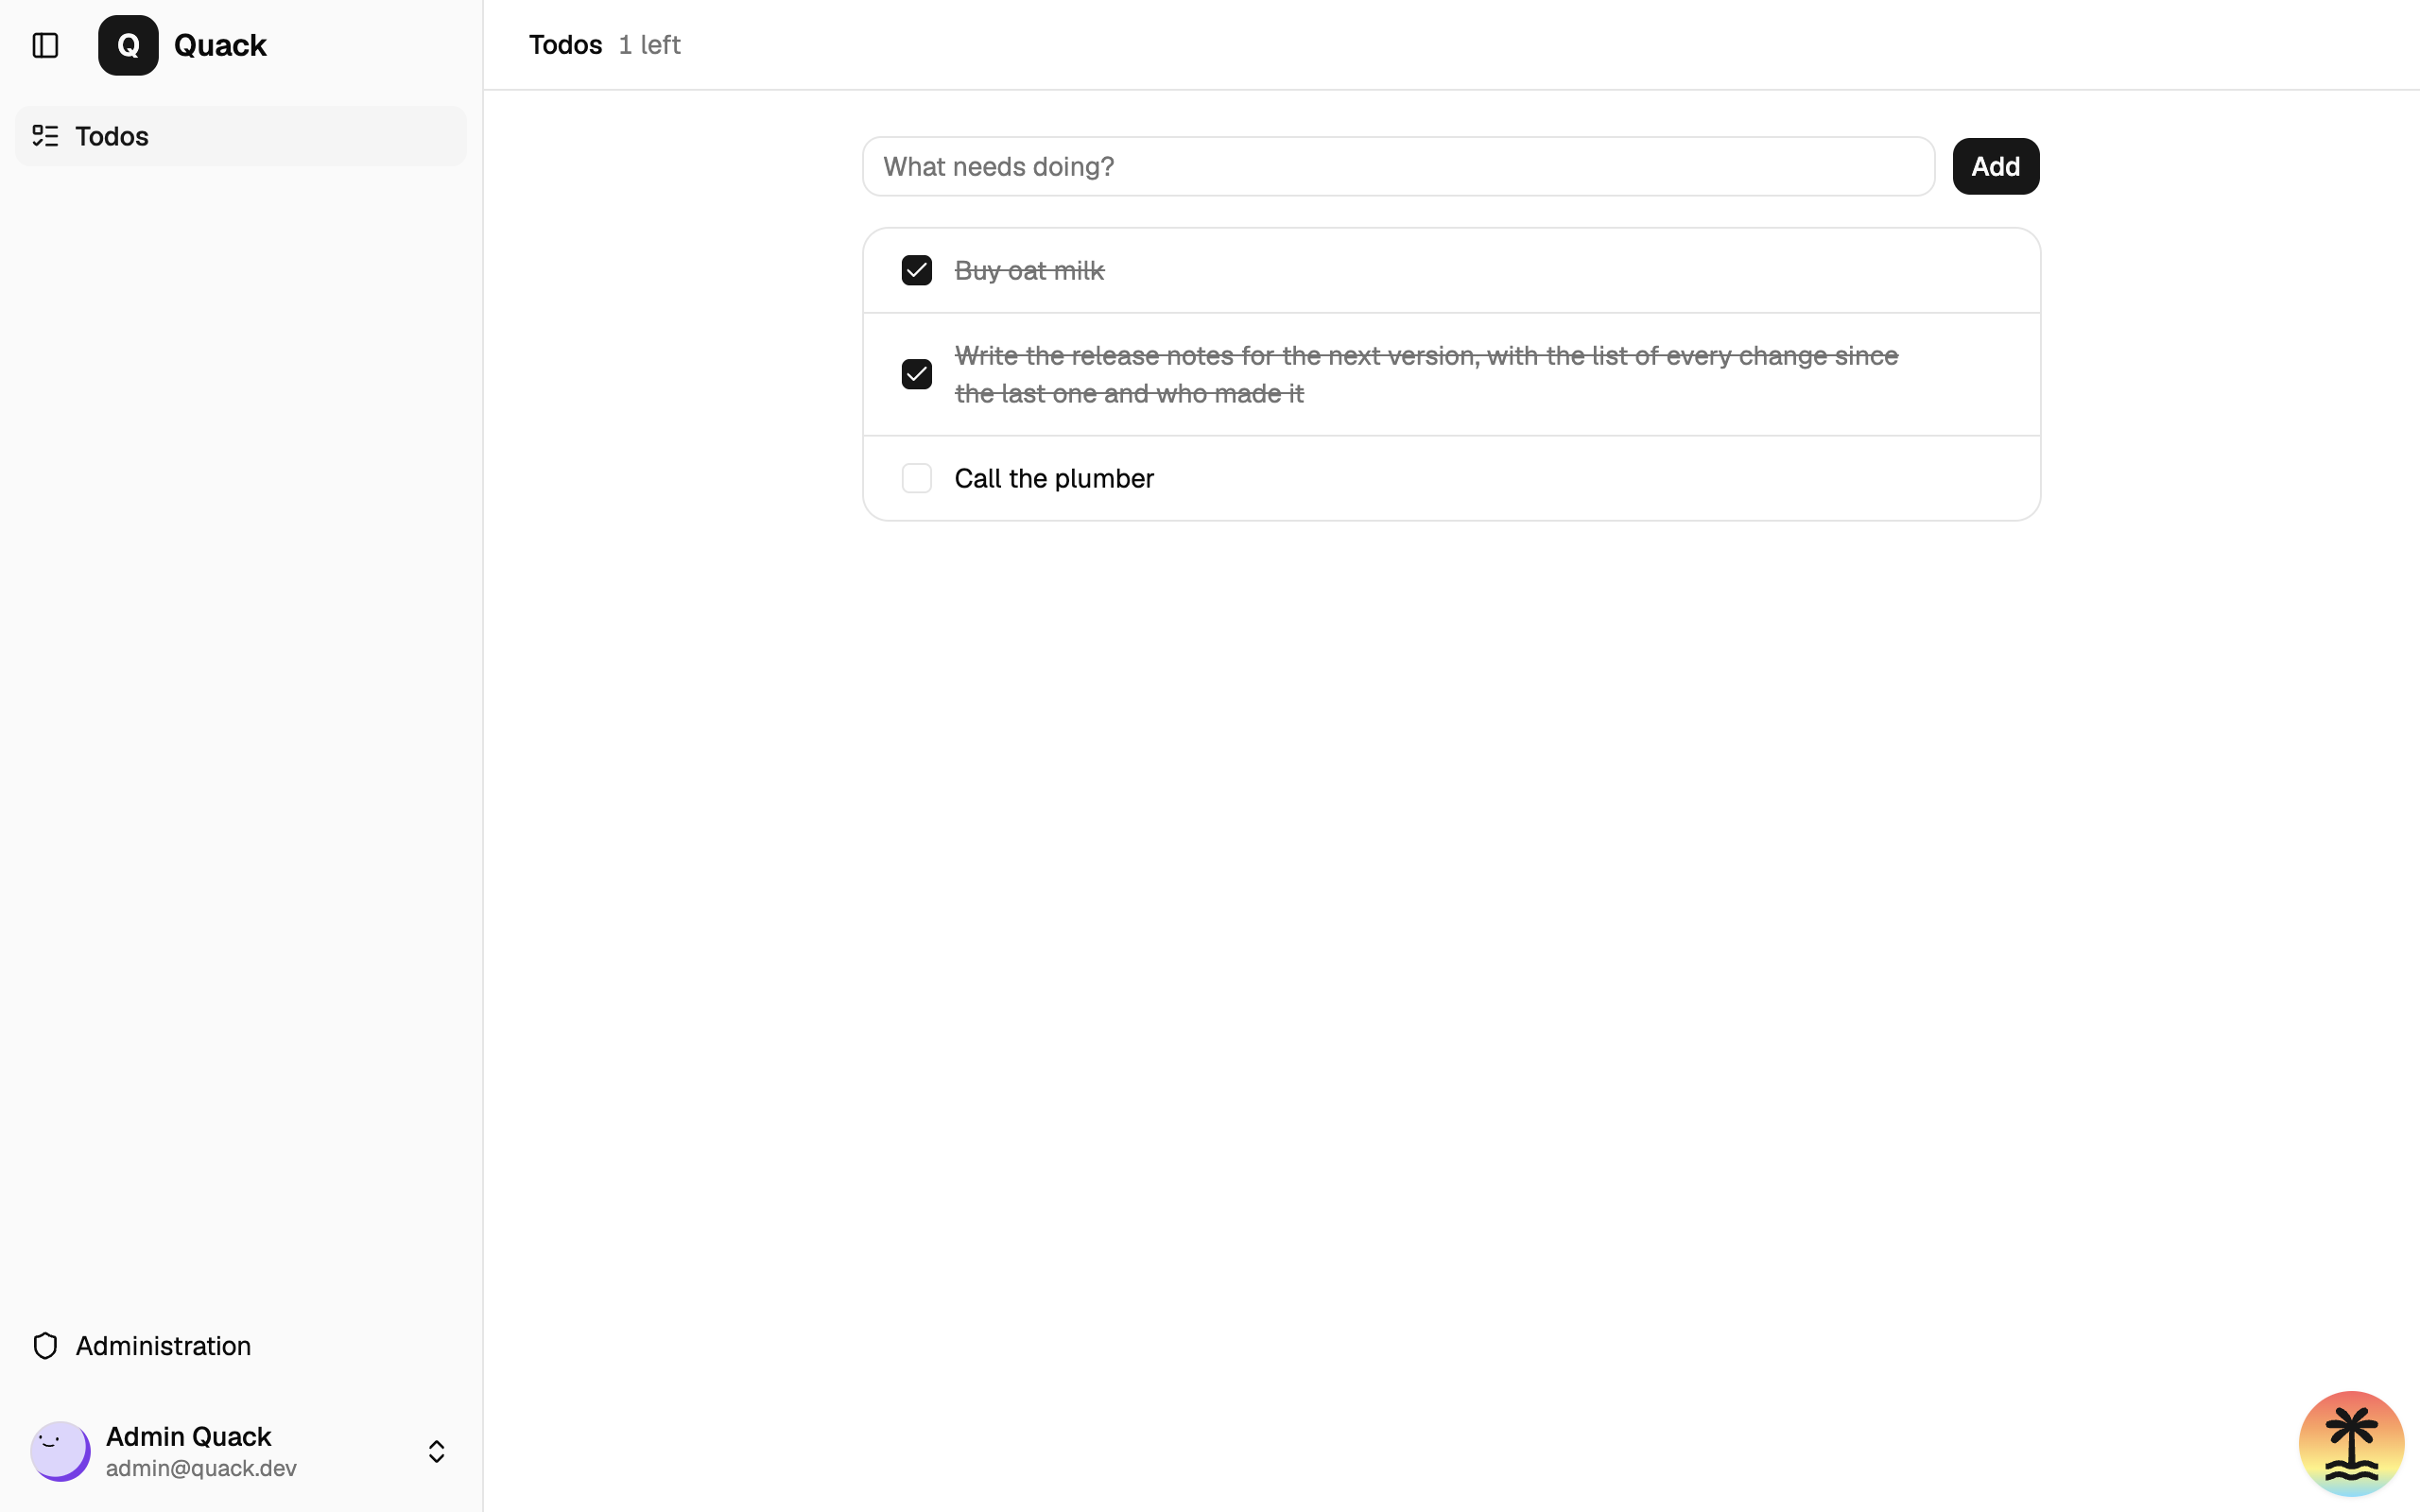 Q Quack
Todos
Administration
Admin Quack
admin@quack.dev
Todos 1 left
What needs doing? Add
Buy oat milk
Write the release notes for the next version, with the list of every change since
the last one and who made it
Call the plumber